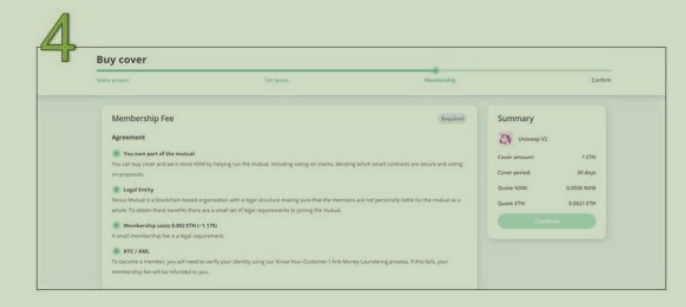 4
Buy cover
Select project
Get quote
Membership
Confirm
Membership Fee
Required
Agreement
You own part of the mutual
You can buy cover and earn more NXM by helping run the mutual, including voting on claims, deciding which smart contracts are secure and voting
on proposals.
Legal Entity
Nexus Mutual is a blockchain-based organisation with a legal structure making sure that the members are not personally liable for the mutual as a
whole. To obtain these benefits there are a small set of legal requirements to joining the mutual.
Membership costs 0.002 ETH
A small membership fee is a legal requirement.
KYC / AML
To become a member, you will need to verify your identity using our Know-Your-Customer / Anti-Money-Laundering process. If this fails, your
membership fee will be refunded to you.
Summary
Uniswap V2
Cover amount:
1 ETH
Cover period:
30 days
Quote NXM:
Quote ETH:
0.0021 ETH
Continue